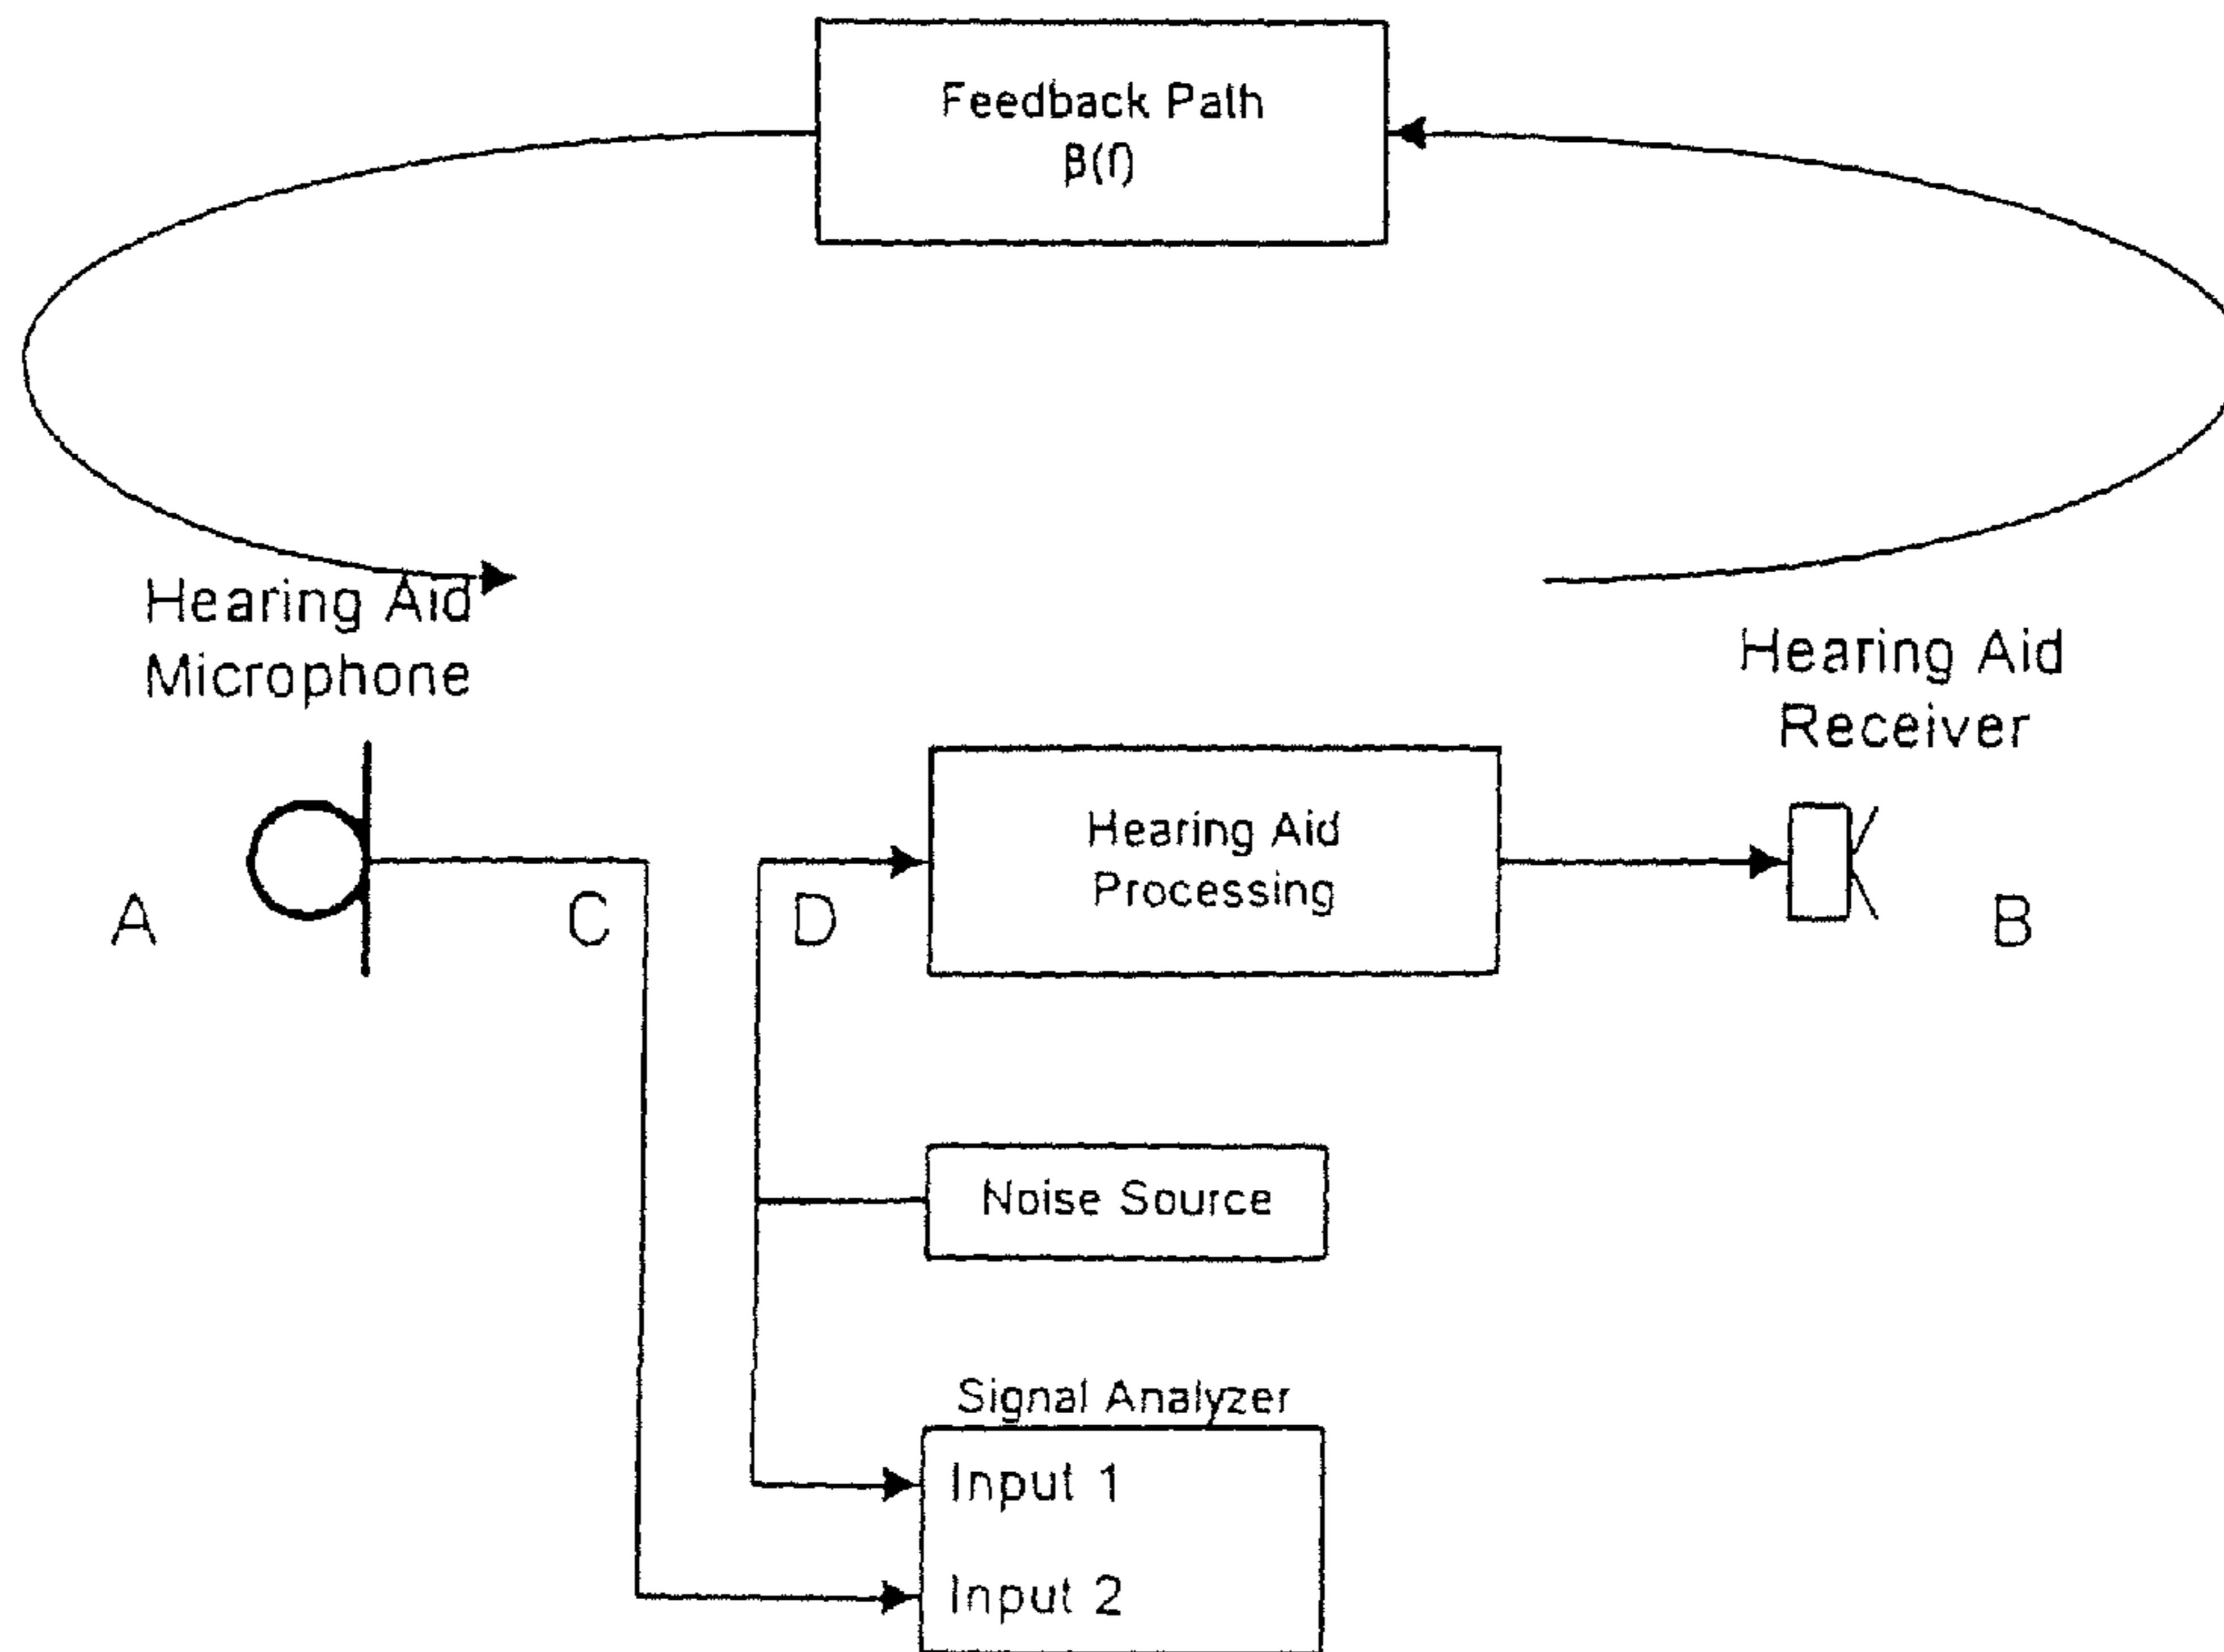 Feedback Path
β(f)
Hearing Aid
Microphone
Hearing Aid
Receiver
Hearing Aid
Processing
A
C
D
B
Noise Source
Signal Analyzer
Input 1
Input 2